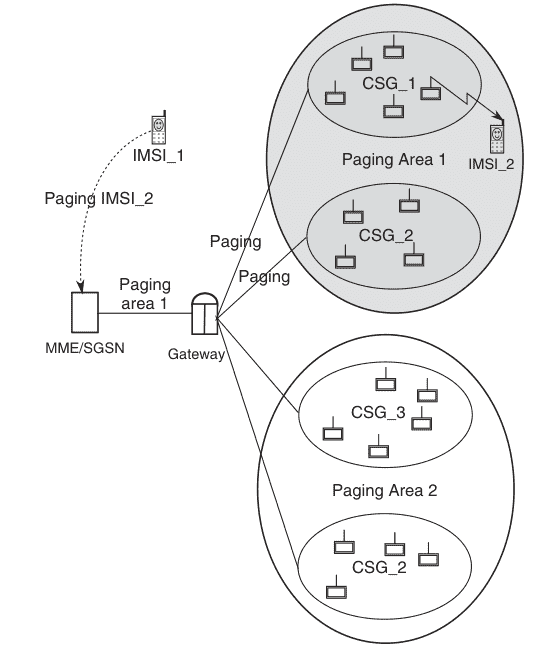 CSG_1
IMSI_1
Paging Area 1
IMSI_2
Paging IMSI_2
CSG_2
Paging
Paging
Paging
area 1
MME/SGSN
Gateway
CSG_3
Paging Area 2
CSG_2